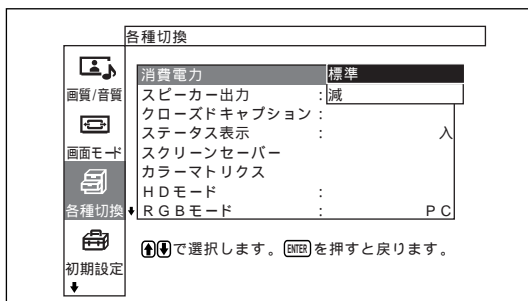 各種切換
画質/音質
画面モード
各種切換
初期設定
消費電力 標準
スピーカー出力 : 減
クローズドキャプション :
ステータス表示 : 入
スクリーンセーバー
カラーマトリクス
HDモード :
RGBモード : PC
で選択します。ENTERを押すと戻ります。